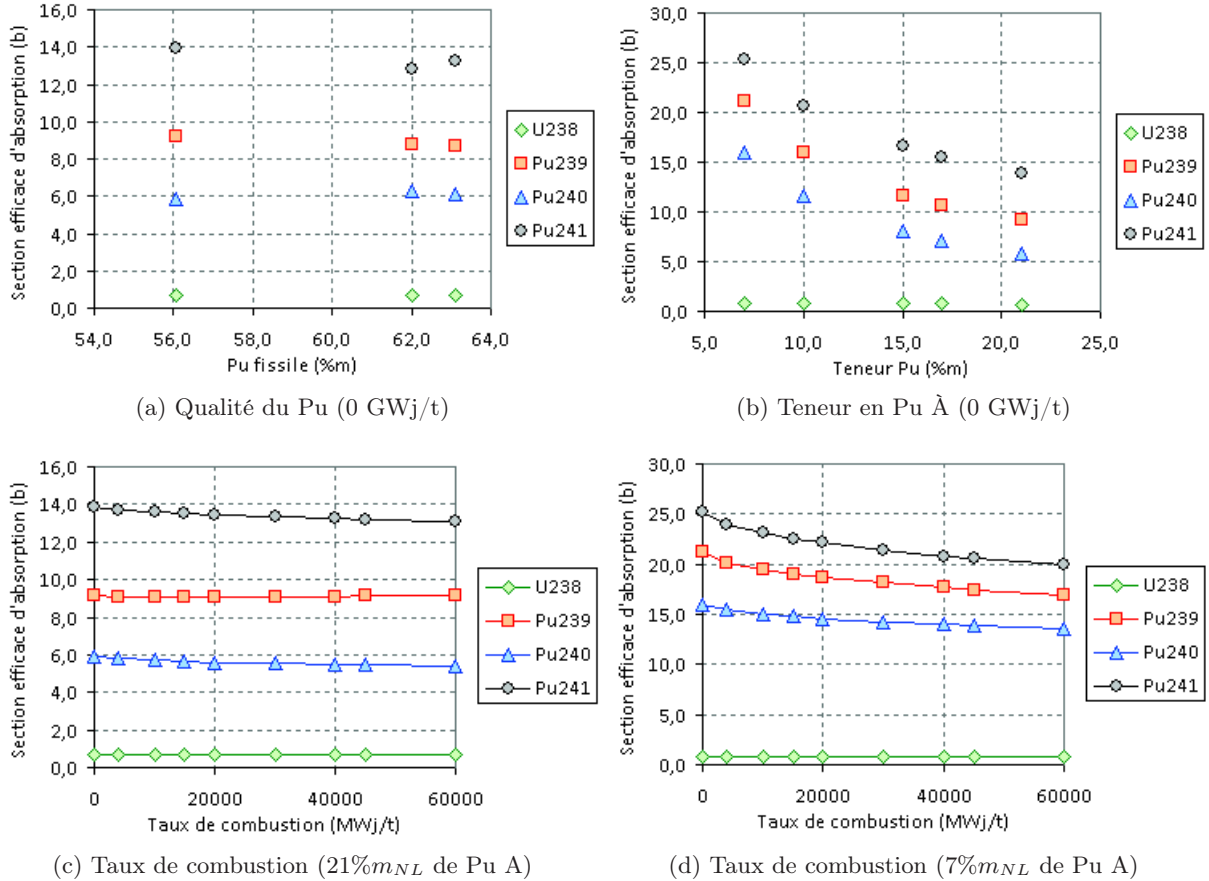 Section efficace d'absorption (b)
16,0
14,0
12,0
10,0
8,0
6,0
4,0
2,0
0,0
54,0 56,0 58,0 60,0 62,0 64,0
Pu fissile (%m)
U238
Pu239
Pu240
Pu241
(a) Qualité du Pu (0 GWj/t)
Section efficace d'absorption (b)
30,0
25,0
20,0
15,0
10,0
5,0
0,0
5,0 10,0 15,0 20,0 25,0
Teneur Pu (%m)
U238
Pu239
Pu240
Pu241
(b) Teneur en Pu À (0 GWj/t)
Section efficace d'absorption (b)
16,0
14,0
12,0
10,0
8,0
6,0
4,0
2,0
0,0
0 20000 40000 60000
Taux de combustion (MWj/t)
U238
Pu239
Pu240
Pu241
(c) Taux de combustion (21%m_{NL} de Pu A)
Section efficace d'absorption (b)
30,0
25,0
20,0
15,0
10,0
5,0
0,0
0 20000 40000 60000
Taux de combustion (MWj/t)
U238
Pu239
Pu240
Pu241
(d) Taux de combustion (7%m_{NL} de Pu A)